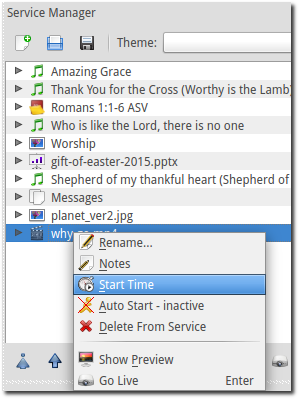 Service Manager
Theme:
Amazing Grace
Thank You for the Cross (Worthy is the Lamb)
Romans 1:1-6 ASV
Who is like the Lord, there is no one
Worship
gift-of-easter-2015.pptx
Shepherd of my thankful heart (Shepherd of
Messages
planet_ver2.jpg
Rename...
Notes
Start Time
Auto Start - inactive
Delete From Service
Show Preview
Go Live Enter